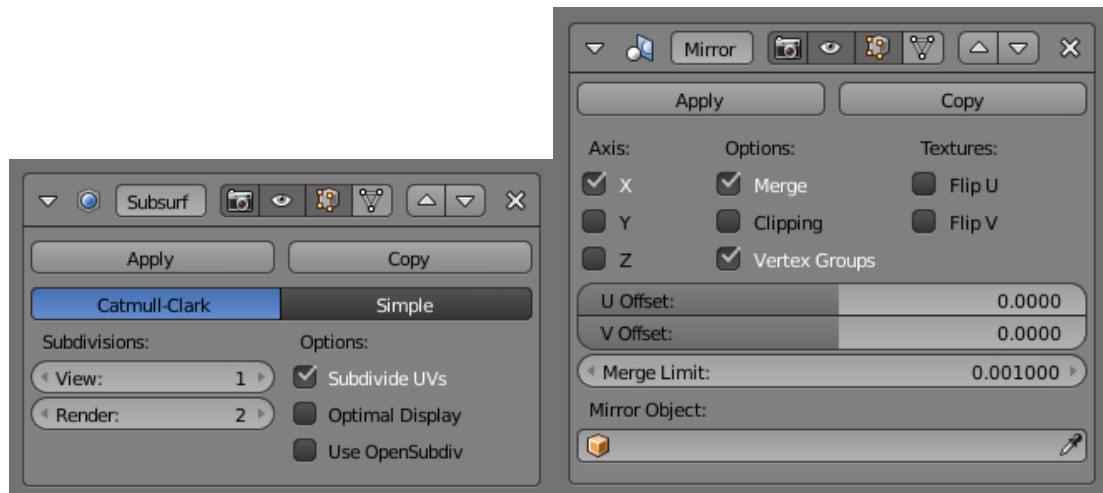 Subsurf
Apply Copy
Catmull-Clark Simple
Subdivisions: Options:
View: 1 Subdivide UVs
Render: 2 Optimal Display
Use OpenSubdiv
Mirror
Apply Copy
Axis: Options: Textures:
X Merge Flip U
Y Clipping Flip V
Z Vertex Groups
U Offset: 0.0000
V Offset: 0.0000
Merge Limit: 0.001000
Mirror Object: